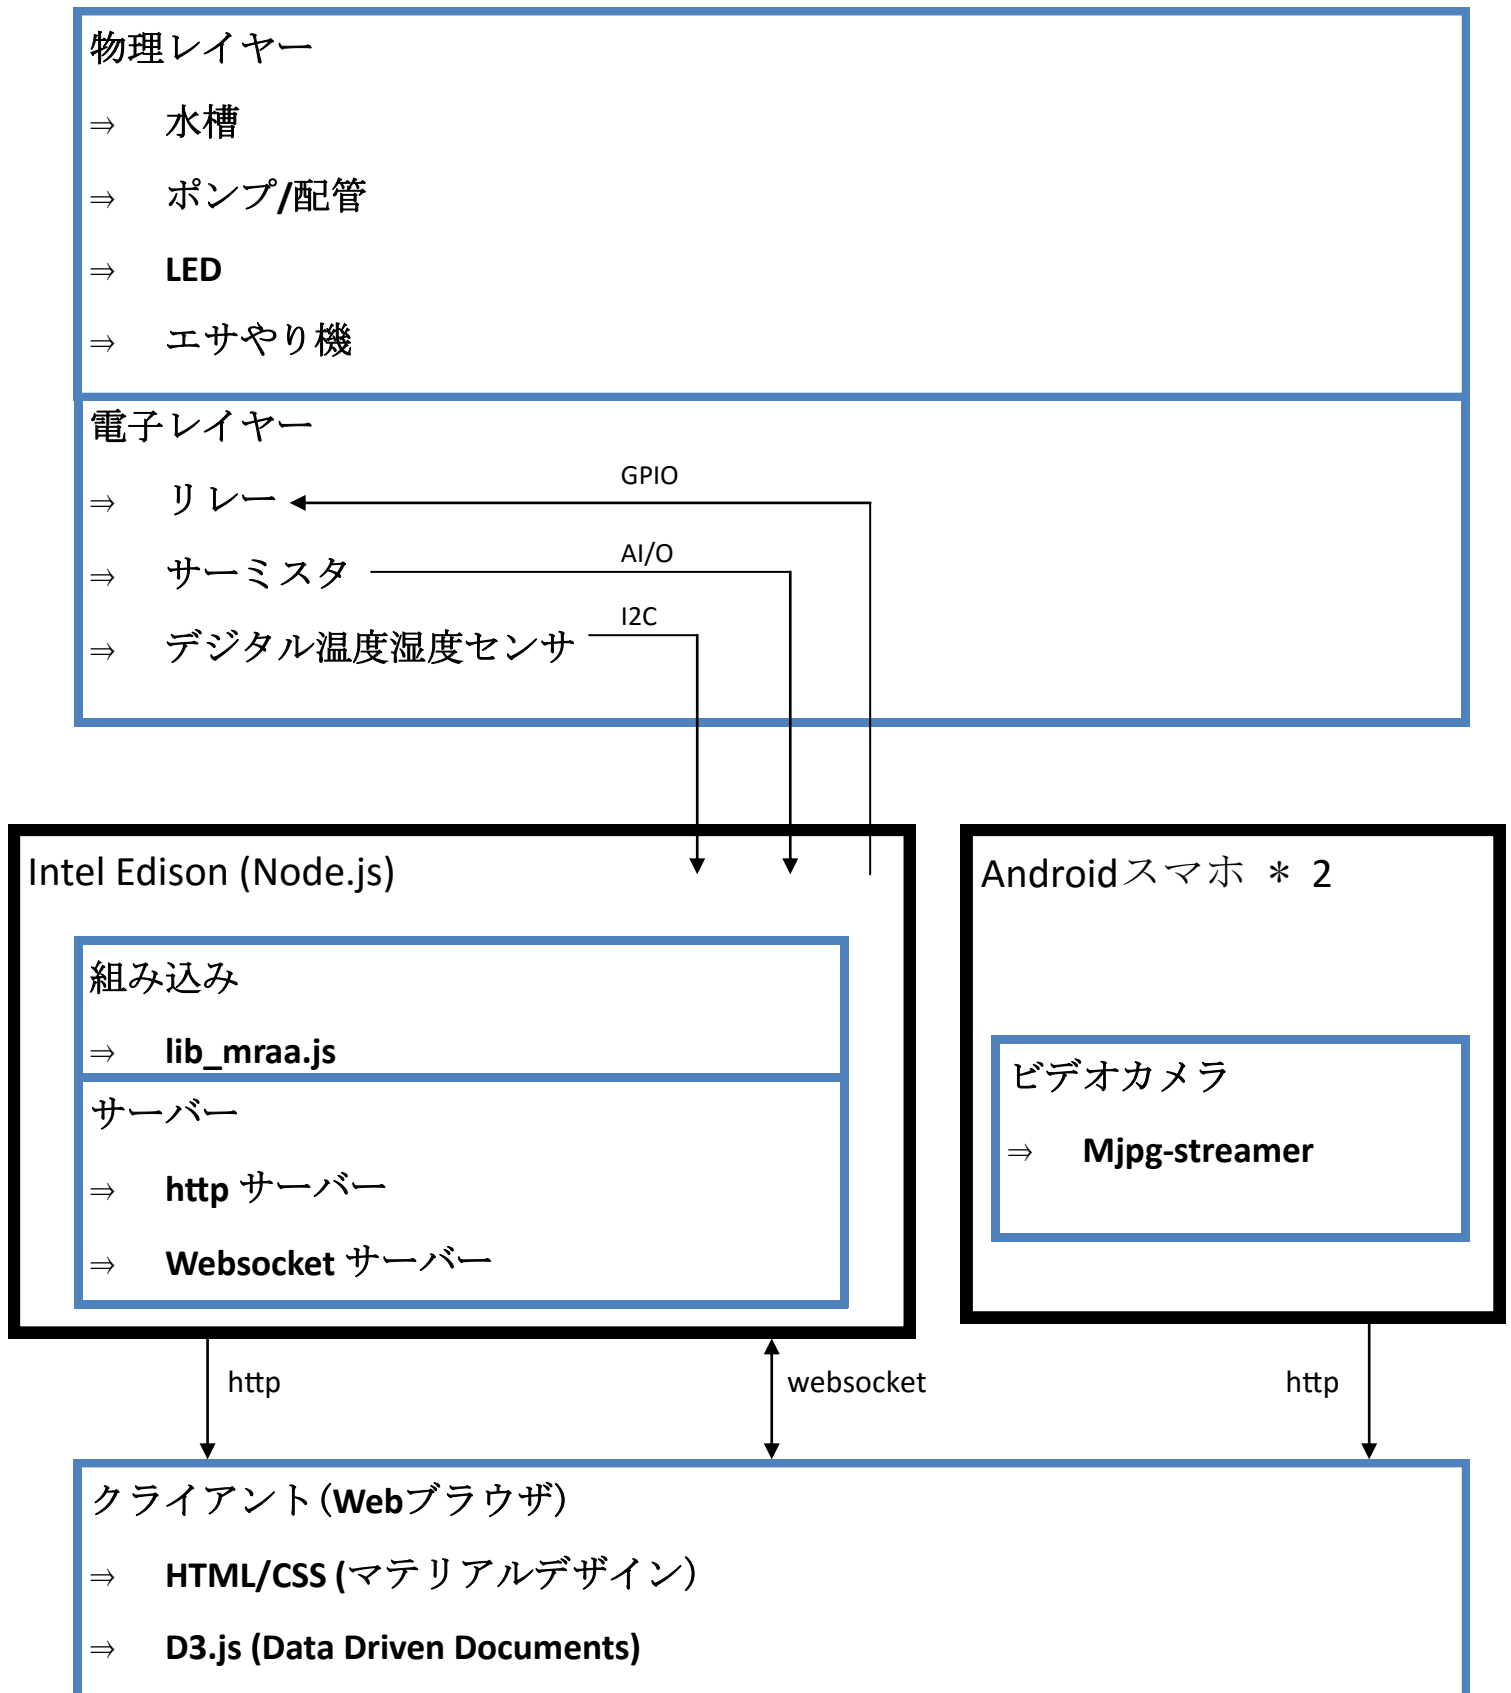 物理レイヤー
⇒ 水槽
⇒ ポンプ/配管
⇒ LED
⇒ エサやり機
電子レイヤー
GPIO
⇒ リレー
AI/O
⇒ サーミスタ
I2C
⇒ デジタル温度湿度センサ
Intel Edison (Node.js)
組み込み
⇒ lib_mraa.js
サーバー
⇒ http サーバー
⇒ Websocket サーバー
Androidスマホ ＊ 2
ビデオカメラ
⇒ Mjpg-streamer
http
websocket
http
クライアント(Webブラウザ)
⇒ HTML/CSS (マテリアルデザイン)
⇒ D3.js (Data Driven Documents)